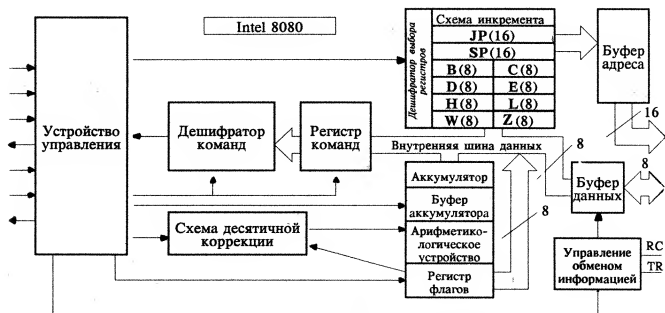 Intel 8080
Дешифратор выбора
регистров
Схема инкремента
JP(16)
SP(16)
B(8)
C(8)
D(8)
E(8)
H(8)
L(8)
W(8)
Z(8)
Буфер
адреса
16
Устройство
управления
Дешифратор
команд
Регистр
команд
Внутренняя шина данных
8
8
Буфер
данных
Аккумулятор
Буфер
аккумулятора
Арифметико-
логическое
устройство
Регистр
флагов
8
Схема десятичной
коррекции
Управление
обменом
информацией
RC
TR